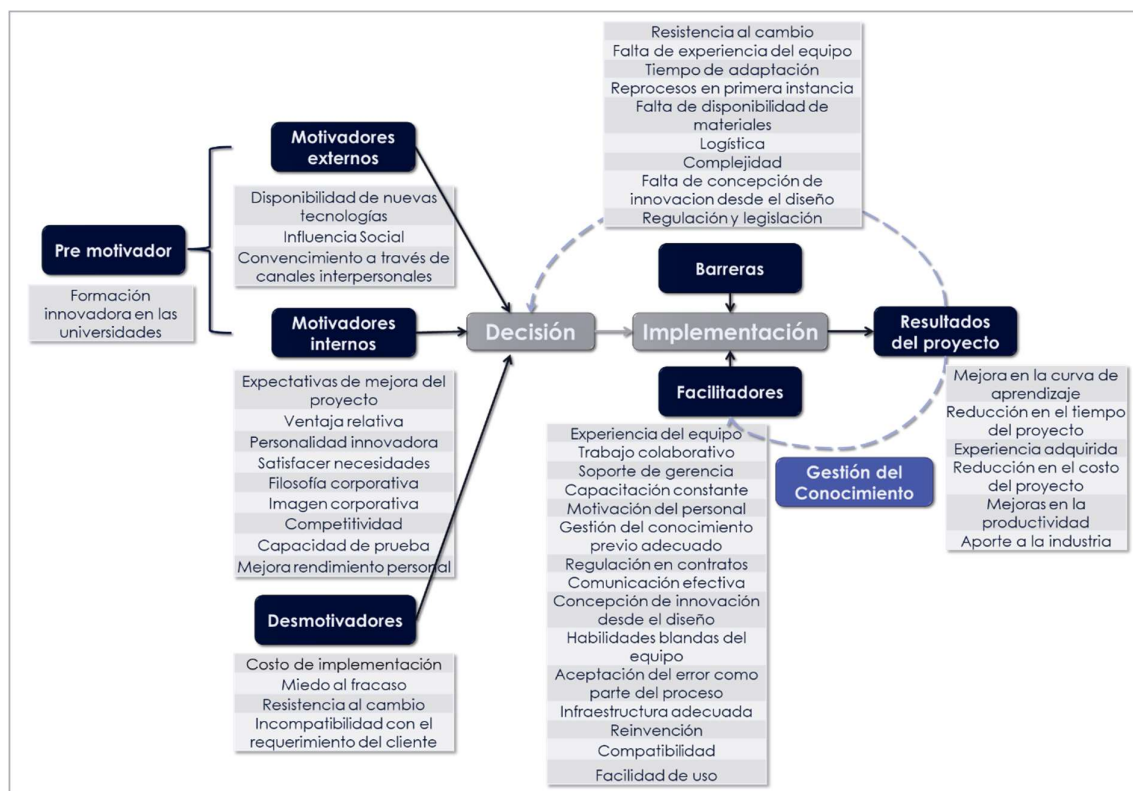 Resistencia al cambio
Falta de experiencia del equipo
Tiempo de adaptación
Reprocesos en primera instancia
Falta de disponibilidad de
materiales
Logística
Complejidad
Falta de concepción de
innovacion desde el diseño
Regulación y legislación
Motivadores
externos
Disponibilidad de nuevas
tecnologías
Influencia Social
Convencimiento a través de
canales interpersonales
Pre motivador
Formación
innovadora en las
universidades
Barreras
Motivadores
internos
Decisión
Implementación
Resultados
del proyecto
Expectativas de mejora del
proyecto
Ventaja relativa
Personalidad innovadora
Satisfacer necesidades
Filosofía corporativa
Imagen corporativa
Competitividad
Capacidad de prueba
Mejora rendimiento personal
Facilitadores
Experiencia del equipo
Trabajo colaborativo
Soporte de gerencia
Capacitación constante
Motivación del personal
Gestión del conocimiento
previo adecuado
Regulación en contratos
Comunicación efectiva
Concepción de innovación
desde el diseño
Habilidades blandas del
equipo
Aceptación del error como
parte del proceso
Infraestructura adecuada
Reinvención
Compatibilidad
Facilidad de uso
Gestión del
Conocimiento
Mejora en la curva de
aprendizaje
Reducción en el tiempo
del proyecto
Experiencia adquirida
Reducción en el costo
del proyecto
Mejoras en la
productividad
Aporte a la industria
Desmotivadores
Costo de implementación
Miedo al fracaso
Resistencia al cambio
Incompatibilidad con el
requerimiento del cliente